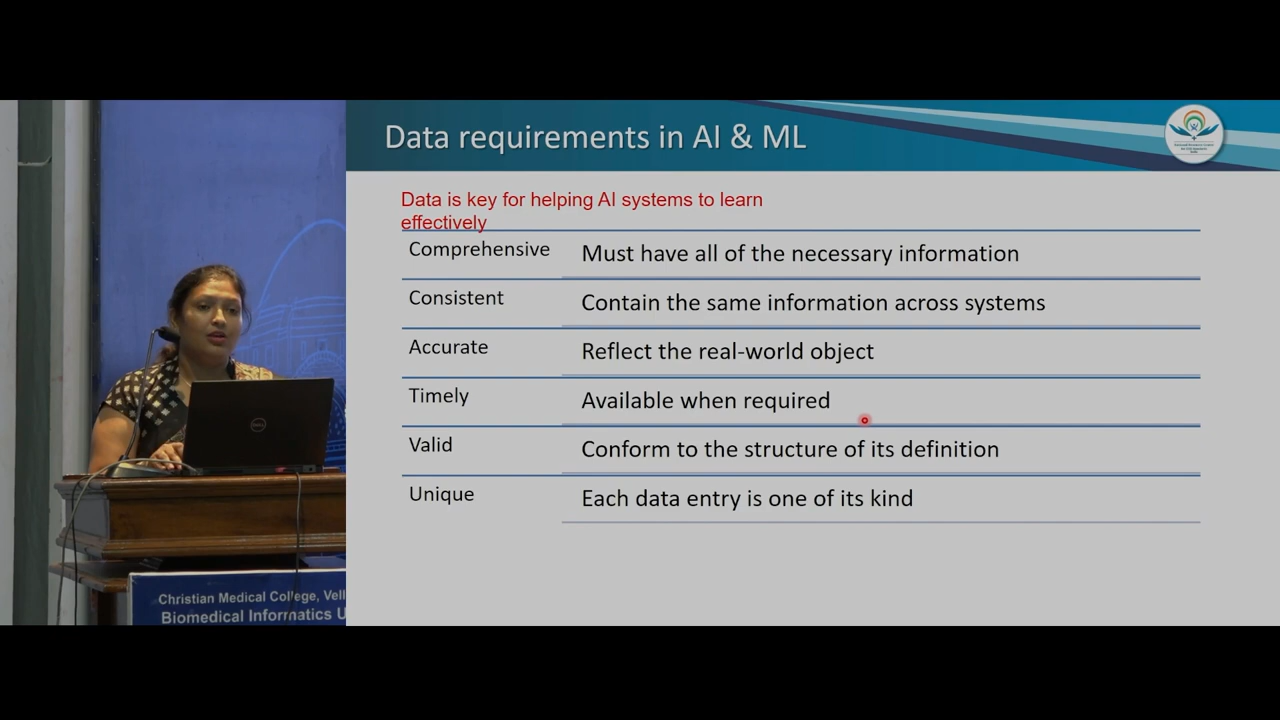 Data requirements in AI & ML
Data is key for helping AI systems to learn
effectively
Comprehensive Must have all of the necessary information
Consistent Contain the same information across systems
Accurate Reflect the real-world object
Timely Available when required
Valid Conform to the structure of its definition
Unique Each data entry is one of its kind
DELL
Christian Medical College, Vell
Biomedical Informatics U